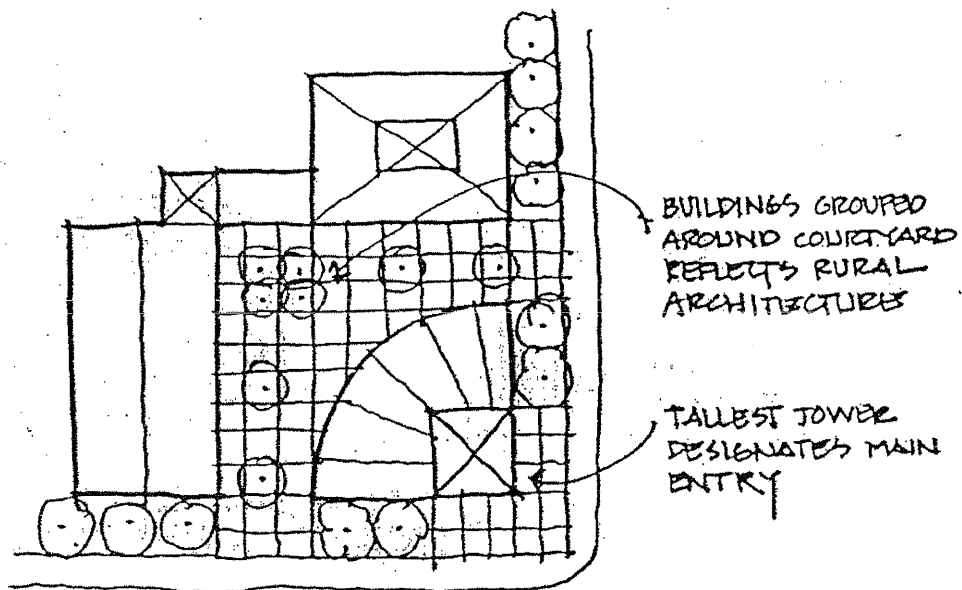 BUILDINGS GROUPED
AROUND COURTYARD
REFLECTS RURAL
ARCHITECTURE
TALLEST TOWER
DESIGNATES MAIN
ENTRY